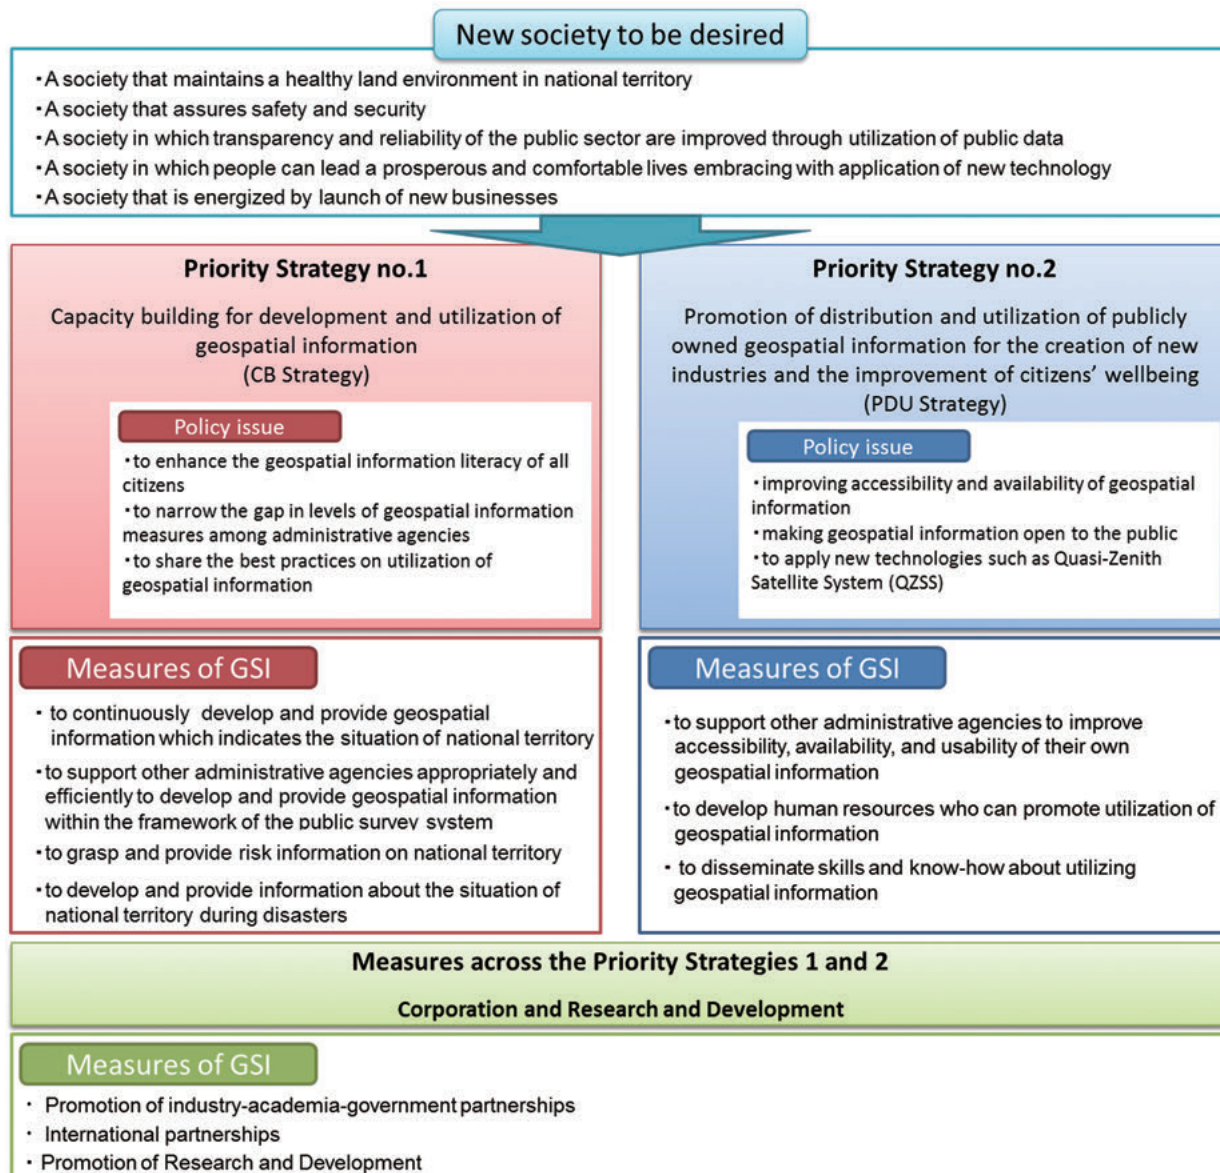 New society to be desired
・A society that maintains a healthy land environment in national territory
・A society that assures safety and security
・A society in which transparency and reliability of the public sector are improved through utilization of public data
・A society in which people can lead a prosperous and comfortable lives embracing with application of new technology
・A society that is energized by launch of new businesses
Priority Strategy no.1
Capacity building for development and utilization of
geospatial information
(CB Strategy)
Policy issue
・to enhance the geospatial information literacy of all
citizens
・to narrow the gap in levels of geospatial information
measures among administrative agencies
・to share the best practices on utilization of
geospatial information
Measures of GSI
・to continuously develop and provide geospatial
information which indicates the situation of national territory
・to support other administrative agencies appropriately and
efficiently to develop and provide geospatial information
within the framework of the public survey system
・to grasp and provide risk information on national territory
・to develop and provide information about the situation of
national territory during disasters
Priority Strategy no.2
Promotion of distribution and utilization of publicly
owned geospatial information for the creation of new
industries and the improvement of citizens’ wellbeing
(PDU Strategy)
Policy issue
・improving accessibility and availability of geospatial
information
・making geospatial information open to the public
・to apply new technologies such as Quasi-Zenith
Satellite System (QZSS)
Measures of GSI
・to support other administrative agencies to improve
accessibility, availability, and usability of their own
geospatial information
・to develop human resources who can promote utilization of
geospatial information
・to disseminate skills and know-how about utilizing
geospatial information
Measures across the Priority Strategies 1 and 2
Corporation and Research and Development
Measures of GSI
・Promotion of industry-academia-government partnerships
・International partnerships
・Promotion of Research and Development